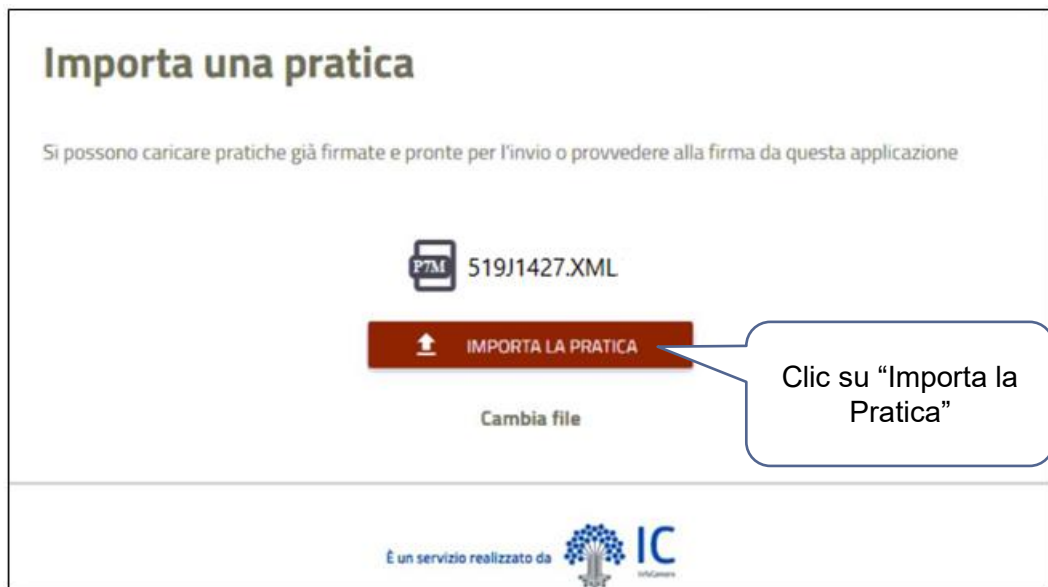 Importa una pratica
Si possono caricare pratiche già firmate e pronte per l'invio o provvedere alla firma da questa applicazione
P7M 519J1427.XML
IMPORTA LA PRATICA
Clic su “Importa la
Pratica”
Cambia file
È un servizio realizzato da IC
InfoCamere